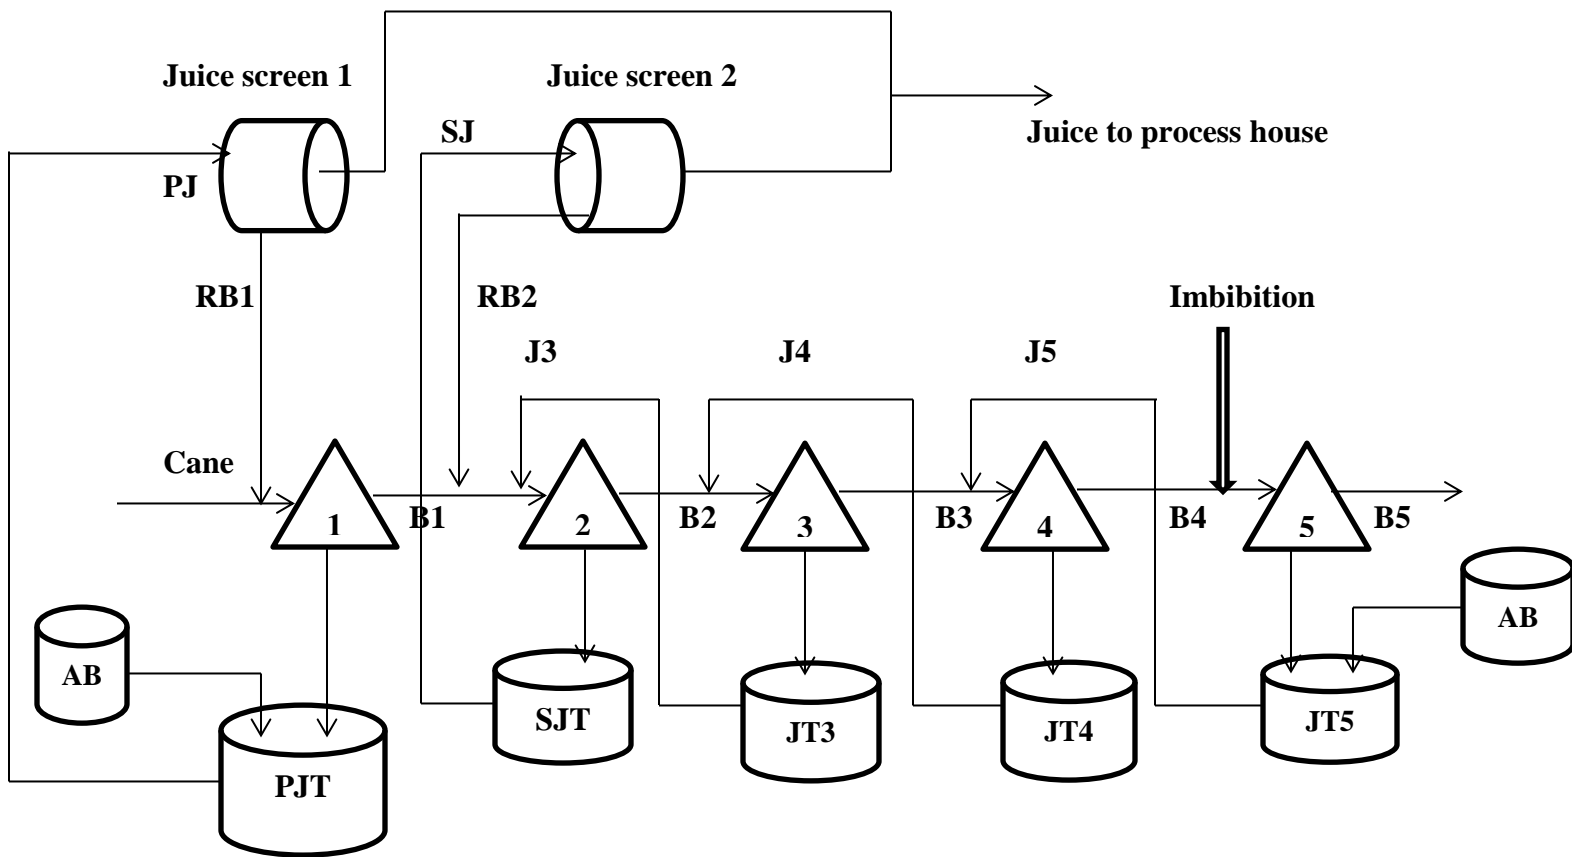 Juice screen 1
Juice screen 2
SJ
Juice to process house
PJ
RB1
RB2
Imbibition
J3
J4
J5
Cane
1
B1
2
B2
3
B3
4
B4
5
B5
AB
AB
PJT
SJT
JT3
JT4
JT5